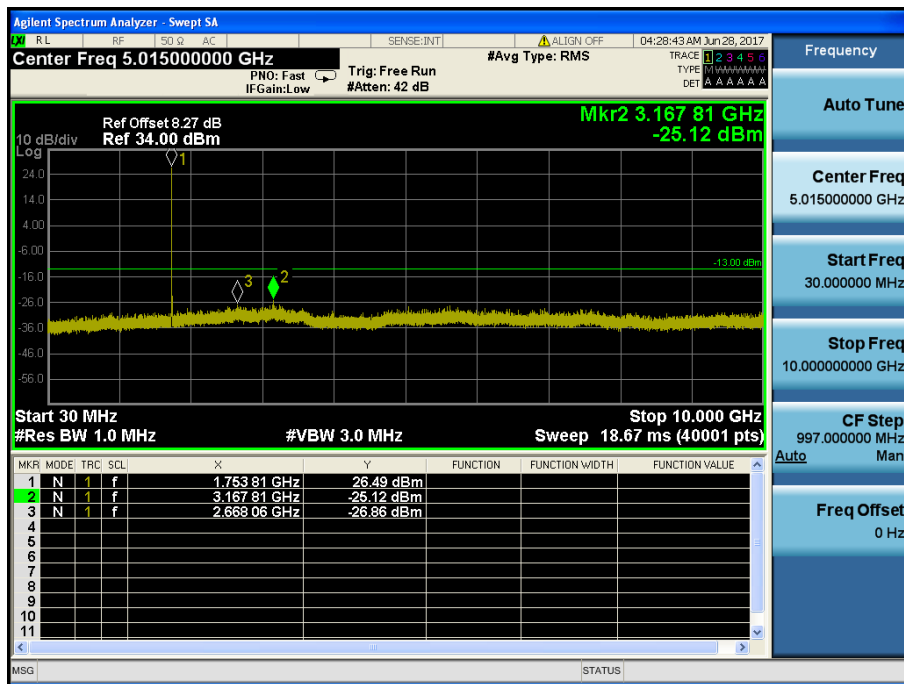 Agilent Spectrum Analyzer - Swept SA
LXI RL RF 50 Ω AC SENSE:INT ALIGN OFF 04:28:43 AM Jun 28, 2017
Center Freq 5.015000000 GHz #Avg Type: RMS TRACE 1 2 3 4 5 6
PNO: Fast Trig: Free Run TYPE M W W W W W
IFGain:Low #Atten: 42 dB DET A A A A A A
Mkr2 3.167 81 GHz
-25.12 dBm
Ref Offset 8.27 dB
10 dB/div Ref 34.00 dBm
Log
1
24.0
14.0
4.00
-6.00
-13.00 dBm
-16.0
3 2
-26.0
-36.0
-46.0
-56.0
Start 30 MHz Stop 10.000 GHz
#Res BW 1.0 MHz #VBW 3.0 MHz Sweep 18.67 ms (40001 pts)
MKR MODE TRC SCL X Y FUNCTION FUNCTION WIDTH FUNCTION VALUE
1 N 1 f 1.753 81 GHz 26.49 dBm
2 N 1 f 3.167 81 GHz -25.12 dBm
3 N 1 f 2.668 06 GHz -26.86 dBm
4
5
6
7
8
9
10
11
MSG STATUS
Frequency
Auto Tune
Center Freq
5.015000000 GHz
Start Freq
30.000000 MHz
Stop Freq
10.000000000 GHz
CF Step
997.000000 MHz
Auto Man
Freq Offset
0 Hz